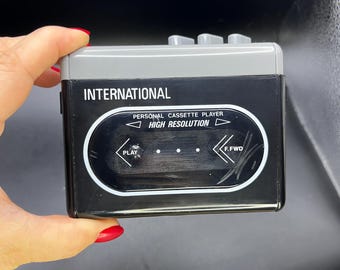 INTERNATIONAL
PERSONAL CASSETTE PLAYER
HIGH RESOLUTION
PLAY
F.FWD